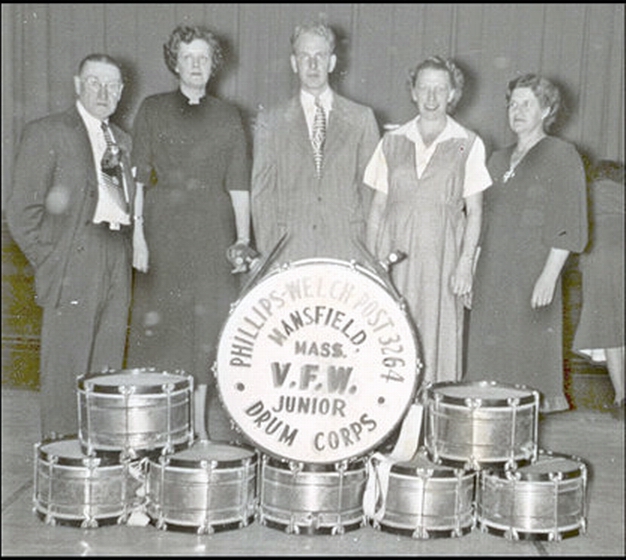 PHILLIPS-WELCH-POST 3264
MANSFIELD,
MASS.
V.F.W.
JUNIOR
DRUM CORPS